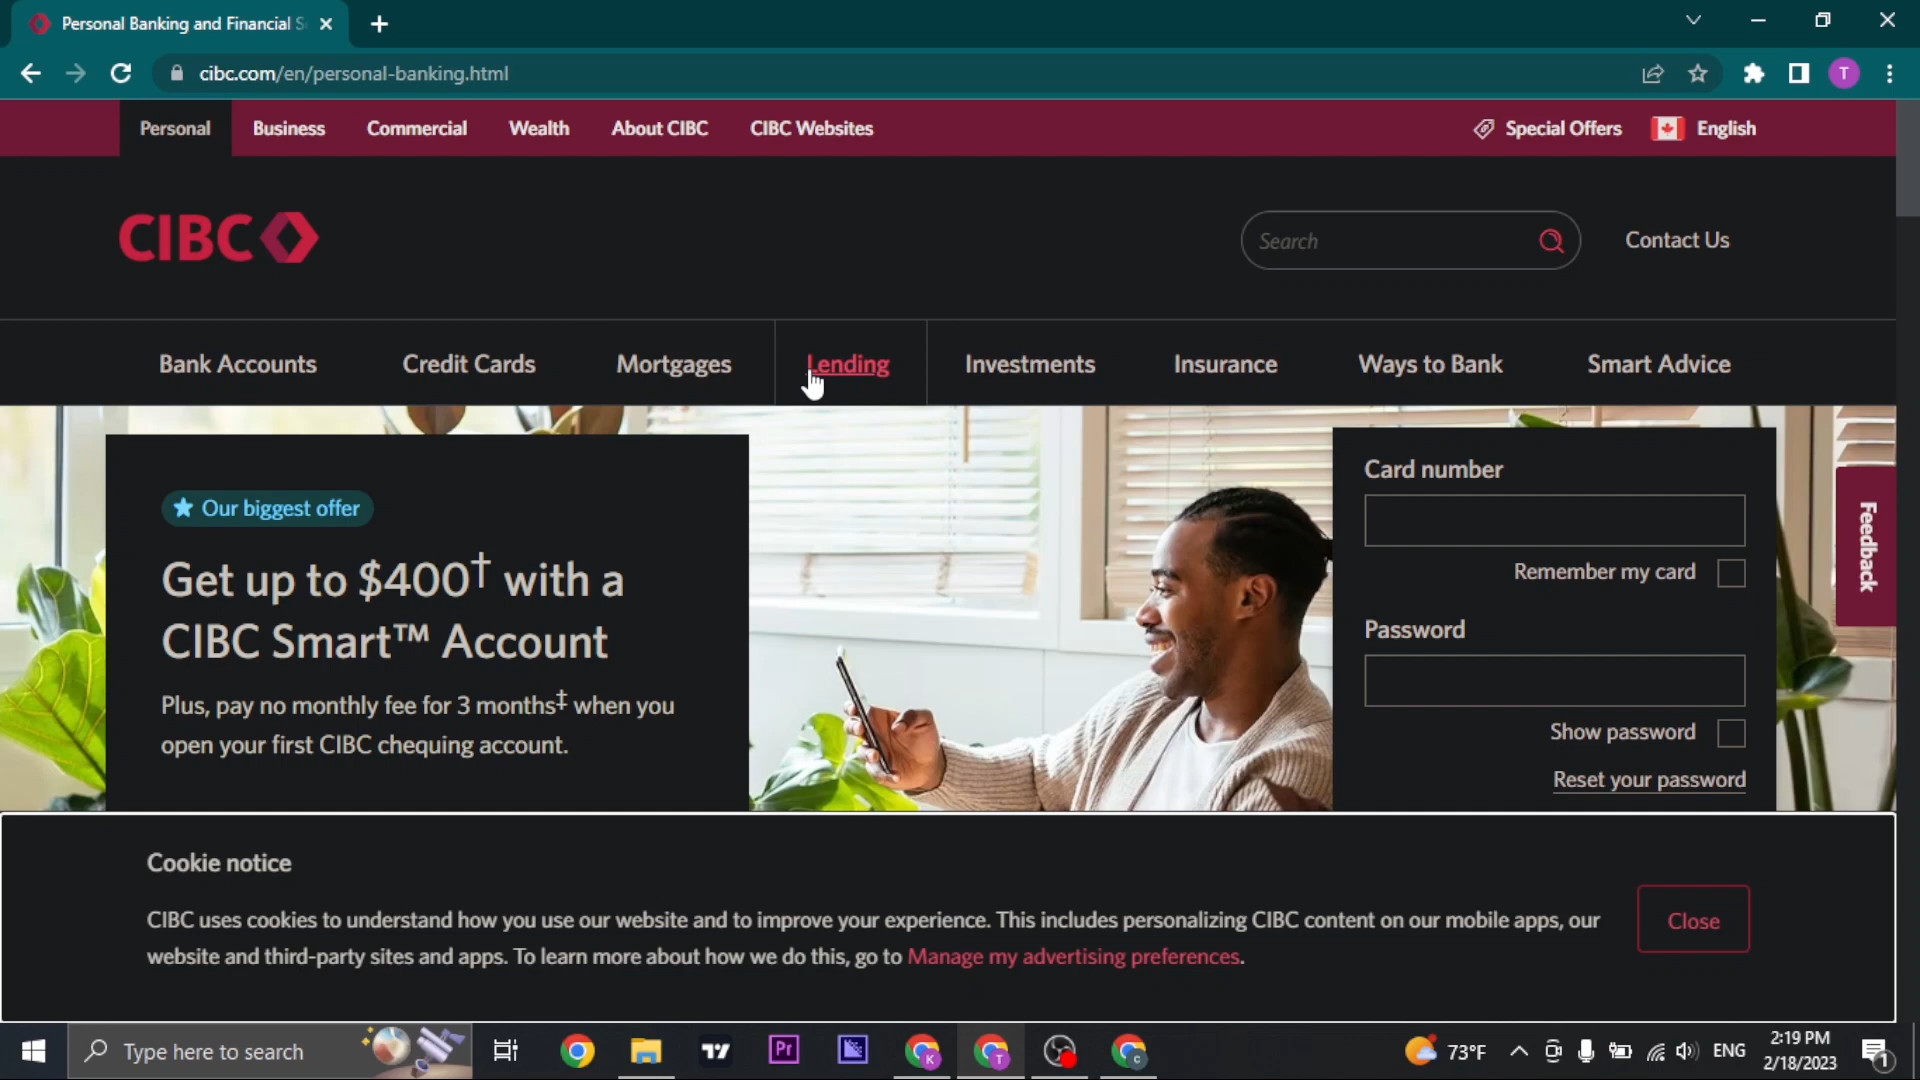 Personal Banking and Financial S
cibc.com/en/personal-banking.html
T
Personal
Business
Commercial
Wealth
About CIBC
CIBC Websites
Special Offers
English
CIBC
Search
Contact Us
Bank Accounts
Credit Cards
Mortgages
Lending
Investments
Insurance
Ways to Bank
Smart Advice
Our biggest offer
Get up to $400† with a
CIBC Smart™ Account
Plus, pay no monthly fee for 3 months‡ when you
open your first CIBC chequing account.
Card number
Remember my card
Password
Show password
Reset your password
Feedback
Cookie notice
CIBC uses cookies to understand how you use our website and to improve your experience. This includes personalizing CIBC content on our mobile apps, our
website and third-party sites and apps. To learn more about how we do this, go to Manage my advertising preferences.
Close
Type here to search
Pr
K
T
C
73°F
ENG
2:19 PM
2/18/2023
1